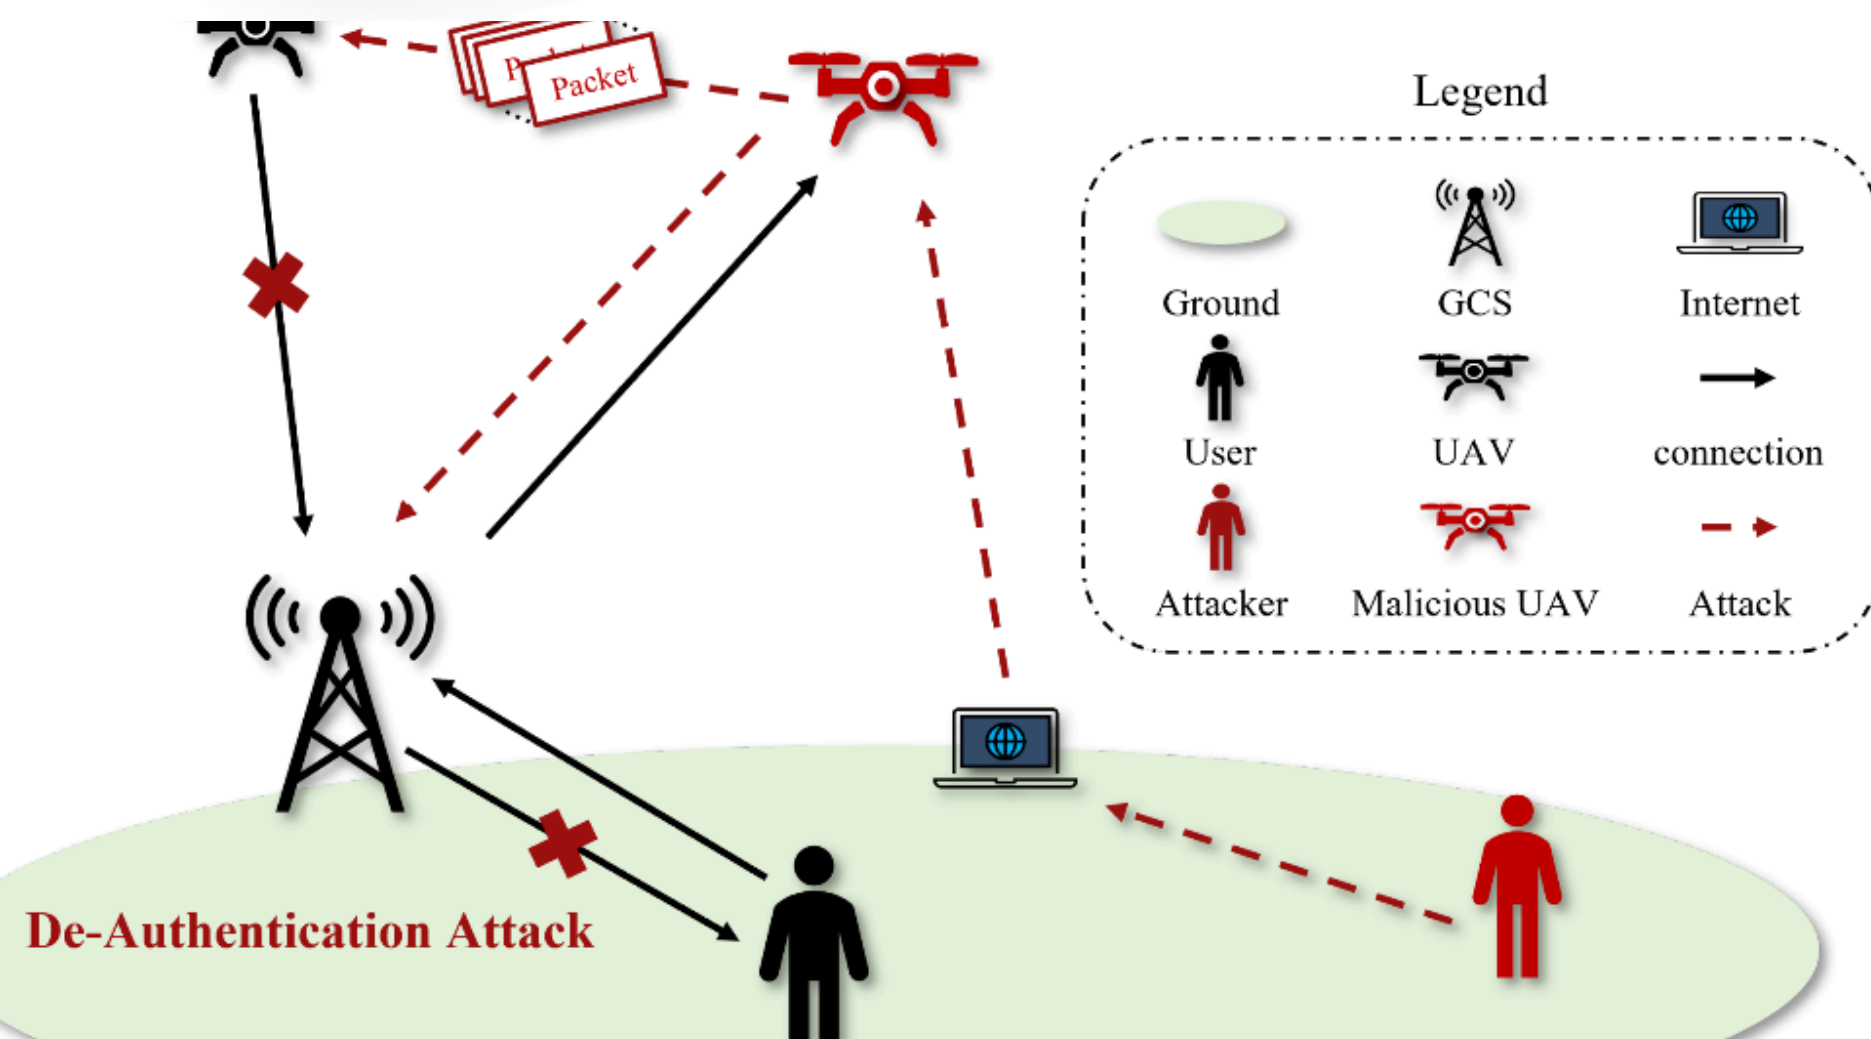 Packet
Legend
Ground
GCS
Internet
User
UAV
connection
Attacker
Malicious UAV
Attack
De-Authentication Attack